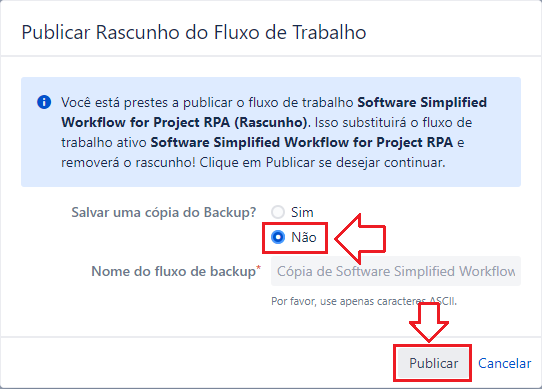 Publicar Rascunho do Fluxo de Trabalho
Você está prestes a publicar o fluxo de trabalho Software Simplified
Workflow for Project RPA (Rascunho). Isso substituirá o fluxo de
trabalho ativo Software Simplified Workflow for Project RPA e
removerá o rascunho! Clique em Publicar se desejar continuar.
Salvar uma cópia do Backup?
Sim
Não
Nome do fluxo de backup*
Cópia de Software Simplified Workflow
Por favor, use apenas caracteres ASCII.
Publicar
Cancelar